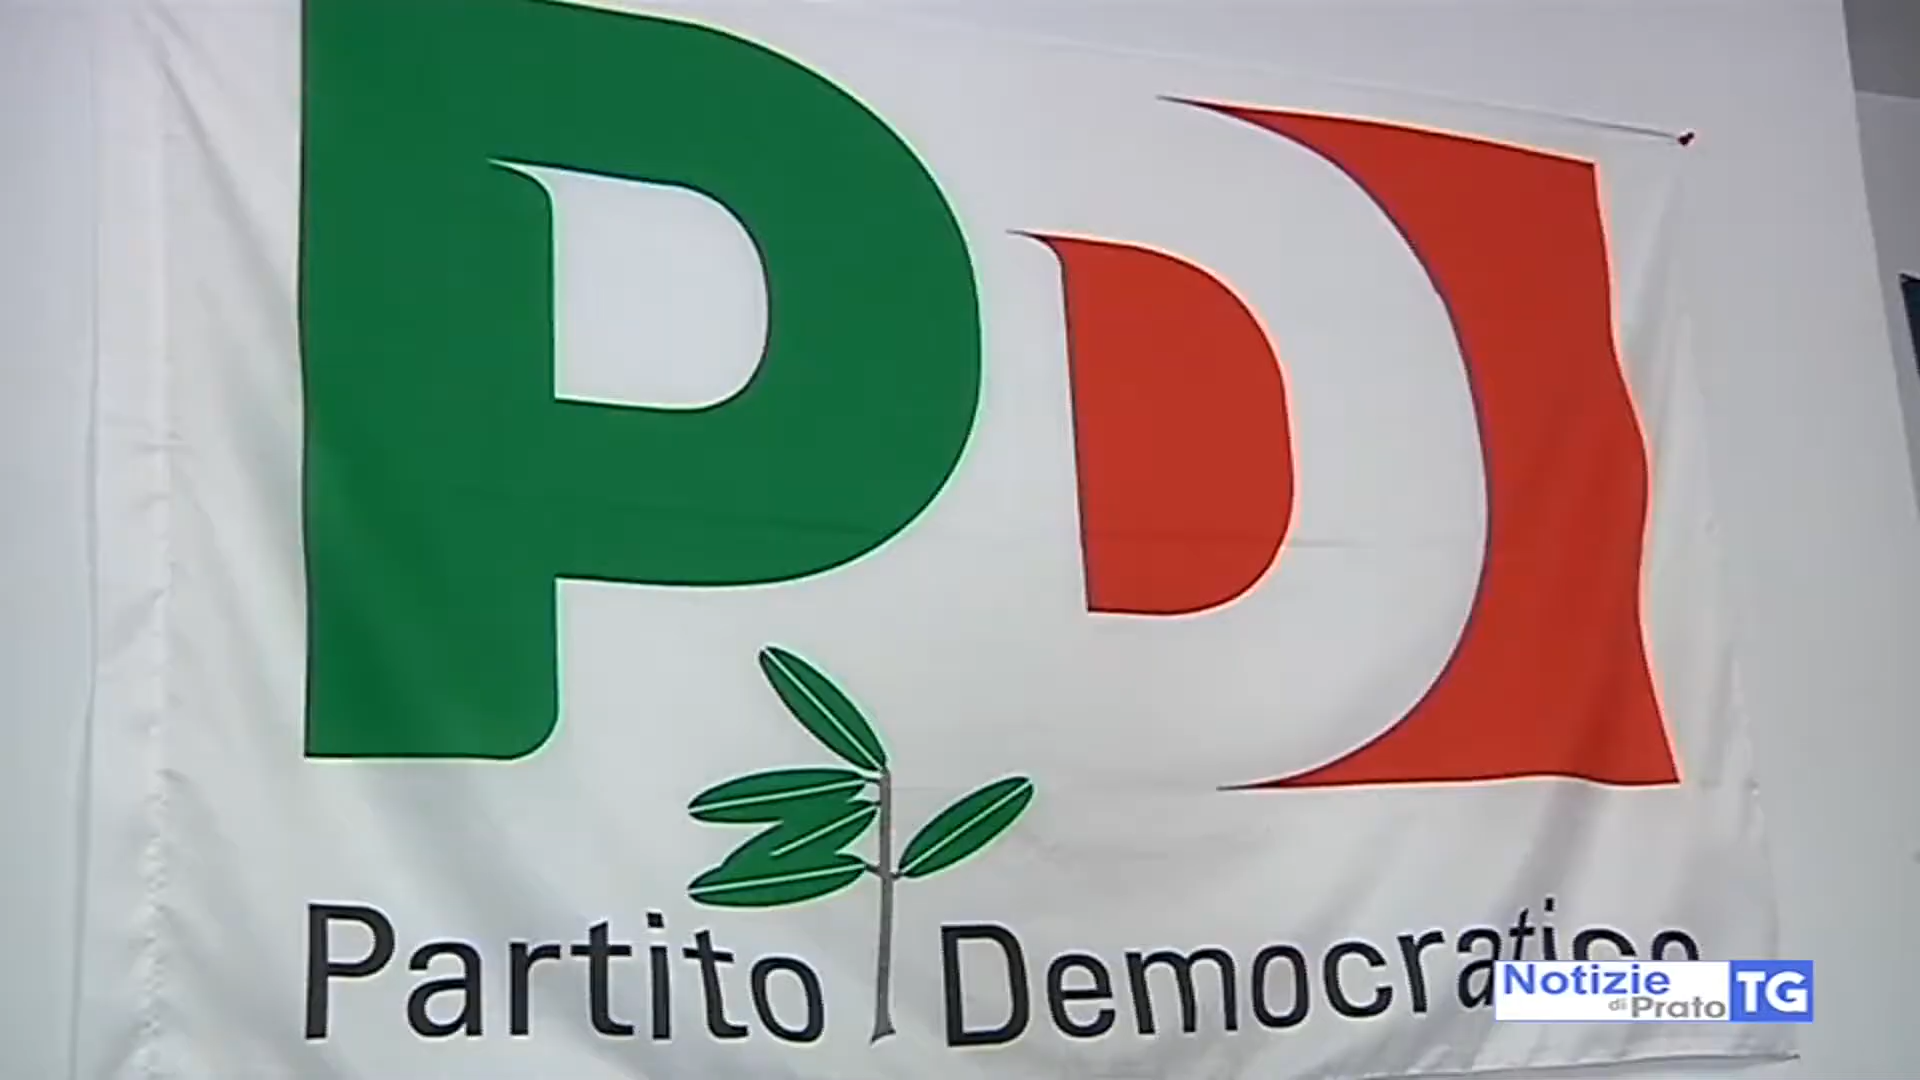 PD
Partito Democratico
Notizie
di Prato
TG